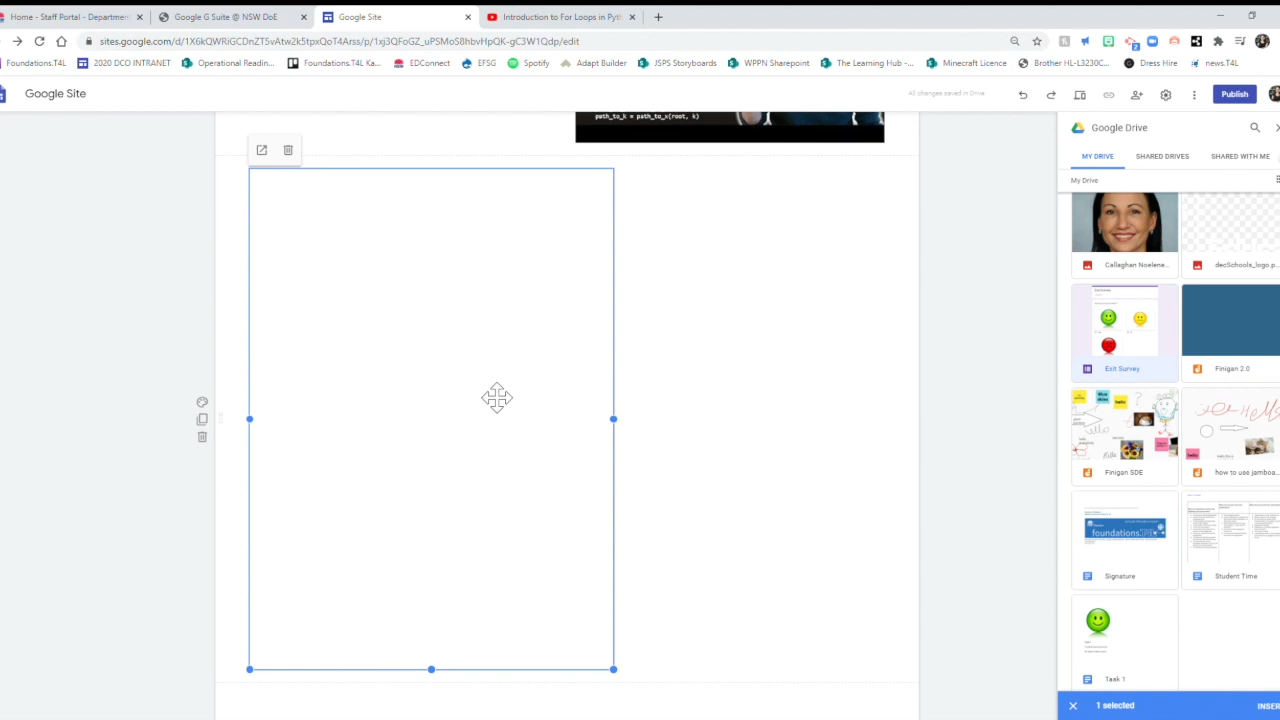 Home - Staff Portal - Department
Google G Suite @ NSW DoE
Google Site
Introduction to For Loops in Pyth
sites.google.com/d/1X6kQWRiGCDnZT5vAtw2k5tpxQoT4Arss/p/1xj3QFoGZ_uPSMoS8hbvHpQK-gC3W1Qdp/edit
Foundations.T4L
2020 DCO INTRANET
Operational Readin...
Foundations.T4L Ka...
EDConnect
EFSG
Spotify
Adapt Builder
JSPS Storyboards
WPPN Sharepoint
The Learning Hub -...
Minecraft Licence
Brother HL-L3230C...
Dress Hire
news.T4L
Google Site
All changes saved in Drive
Publish
path_to_k = path_to_x(root, k)
Google Drive
MY DRIVE
SHARED DRIVES
SHARED WITH ME
My Drive
Callaghan Noelene...
decSchools_logo.p...
Exit Survey
Finigan 2.0
Finigan SDE
how to use jamboa...
foundations
Signature
Student Time
Task 1
1 selected
INSER